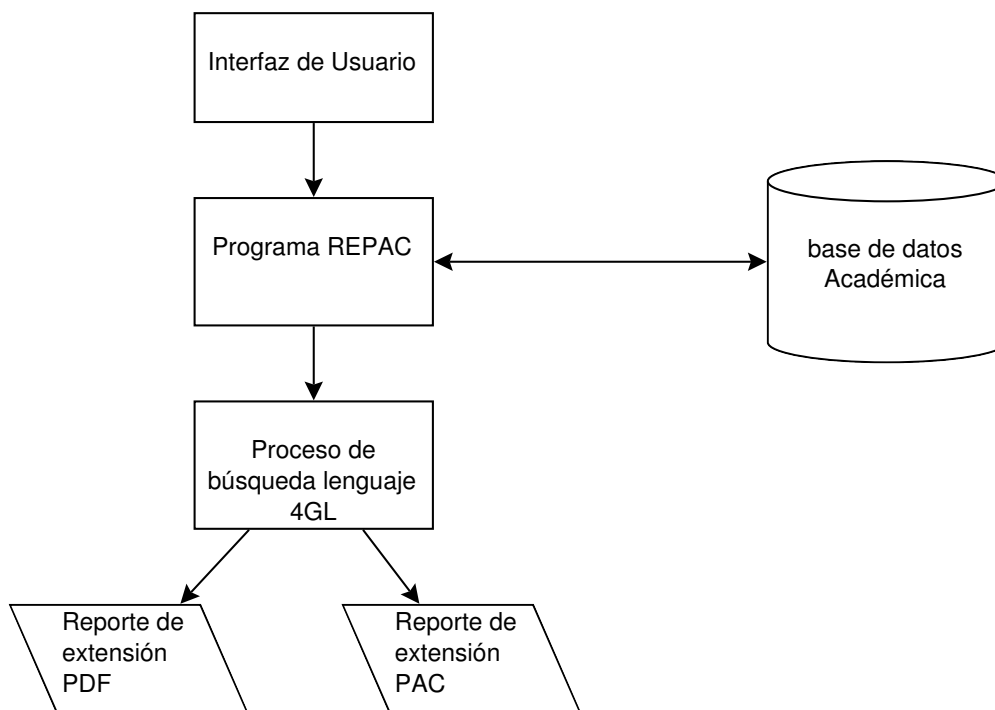 Interfaz de Usuario
Programa REPAC
base de datos
Académica
Proceso de
búsqueda lenguaje
4GL
Reporte de
extensión
PDF
Reporte de
extensión
PAC